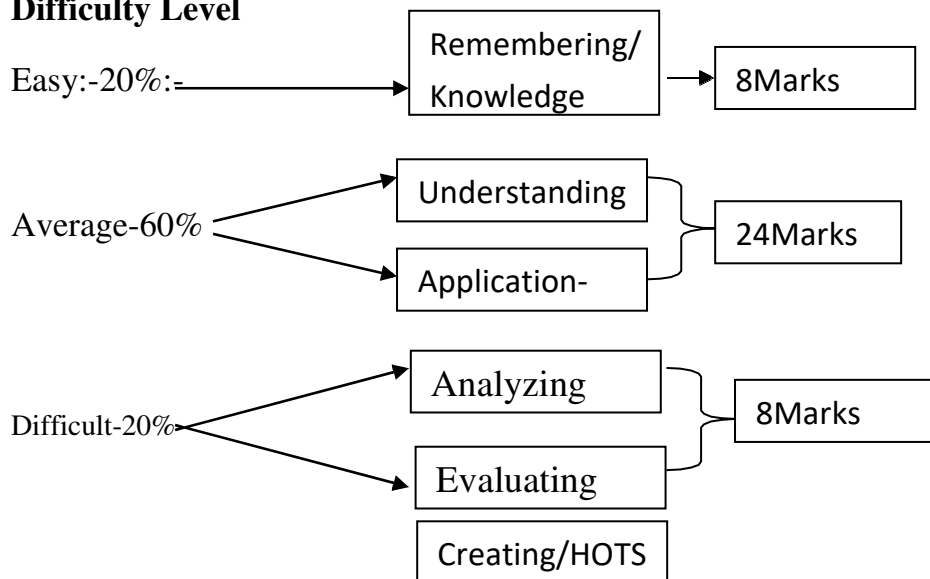 Difficulty Level
Easy:-20%:-
Remembering/
Knowledge
8Marks
Average-60%
Understanding
Application-
24Marks
Difficult-20%
Analyzing
Evaluating
8Marks
Creating/HOTS